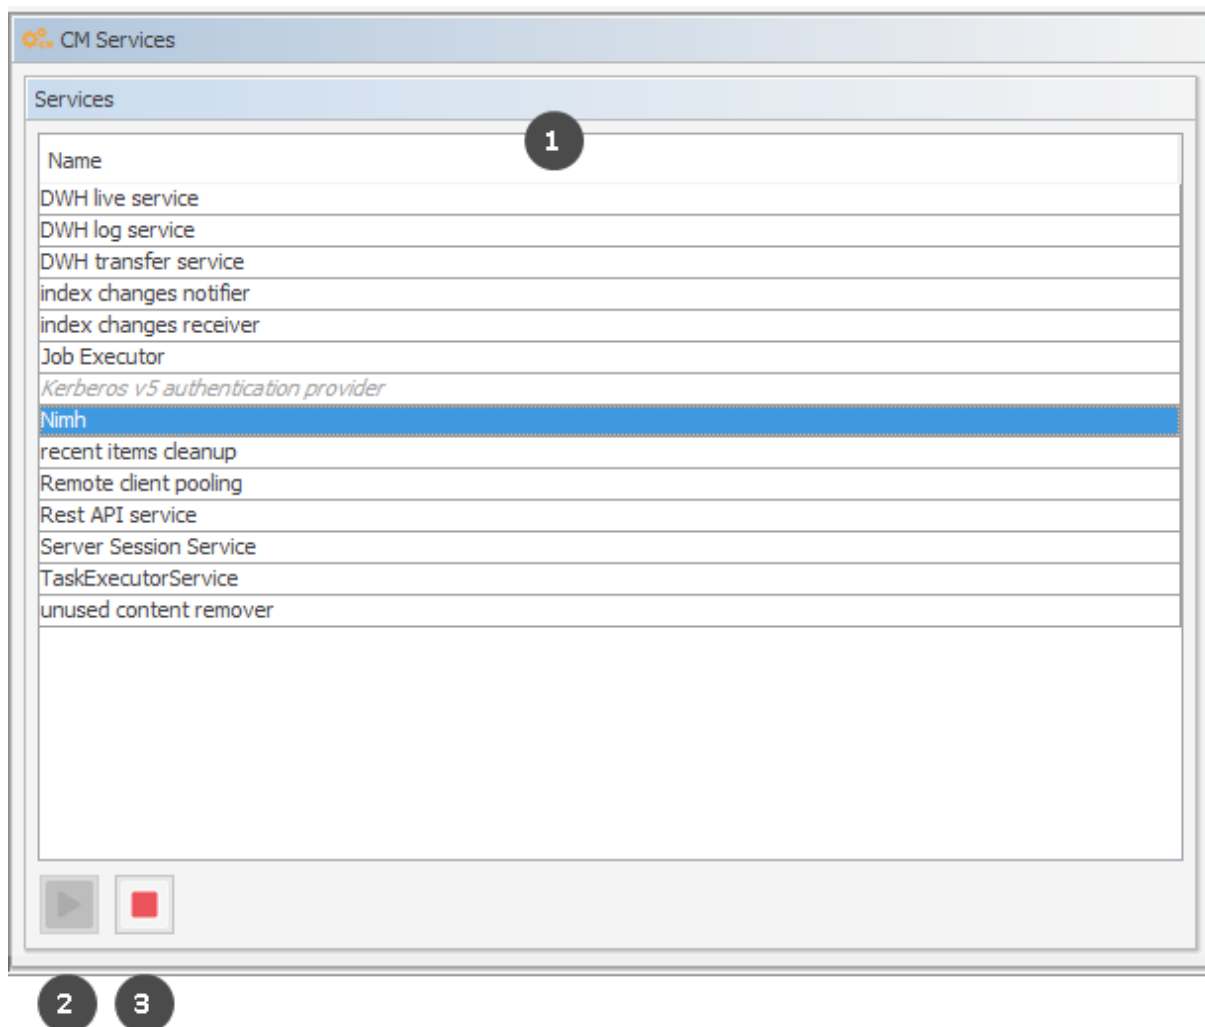 CM Services
Services
1
Name
DWH live service
DWH log service
DWH transfer service
index changes notifier
index changes receiver
Job Executor
Kerberos v5 authentication provider
Nimh
recent items cleanup
Remote client pooling
Rest API service
Server Session Service
TaskExecutorService
unused content remover
2 3